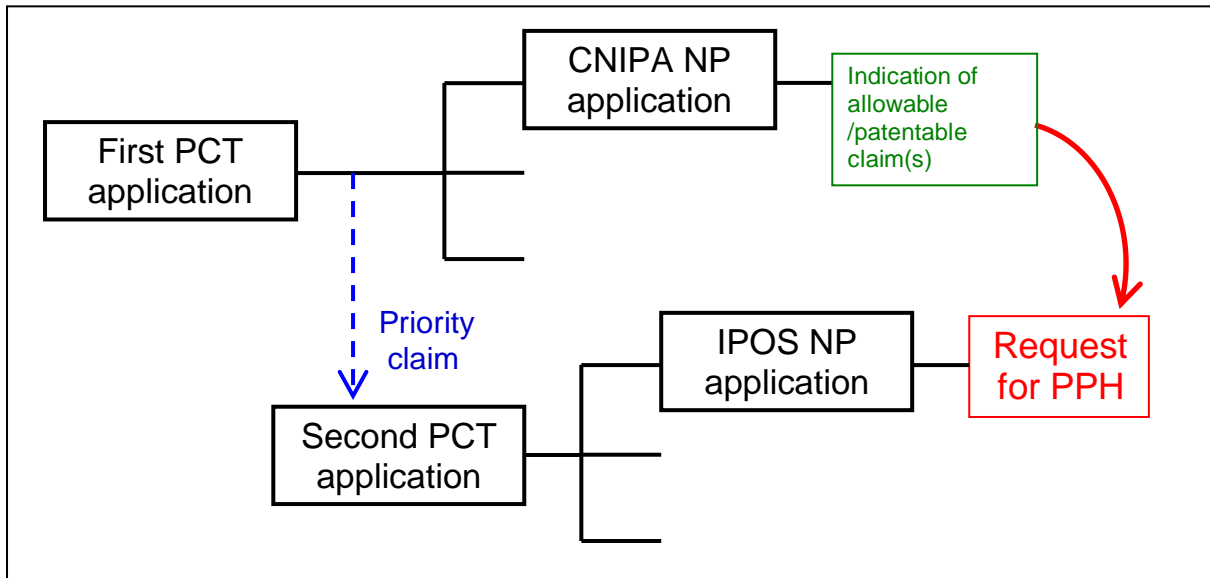 CNIPA NP
application
Indication of
allowable
/patentable
claim(s)
First PCT
application
Priority
claim
IPOS NP
application
Request
for PPH
Second PCT
application